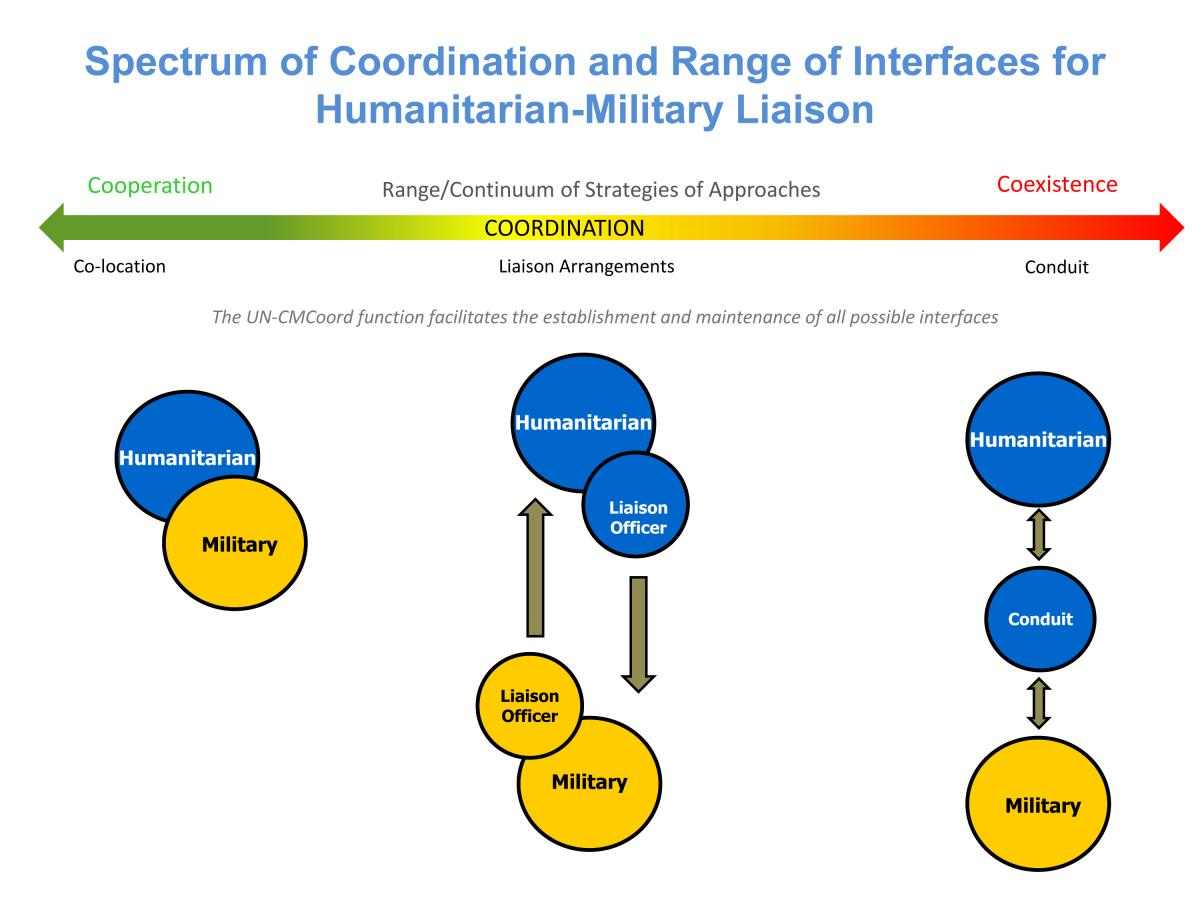 Spectrum of Coordination and Range of Interfaces for
Humanitarian-Military Liaison
Cooperation
Range/Continuum of Strategies of Approaches
Coexistence
COORDINATION
Co-location
Liaison Arrangements
Conduit
The UN-CMCoord function facilitates the establishment and maintenance of all possible interfaces
Humanitarian
Military
Humanitarian
Liaison
Officer
Liaison
Officer
Military
Humanitarian
Conduit
Military